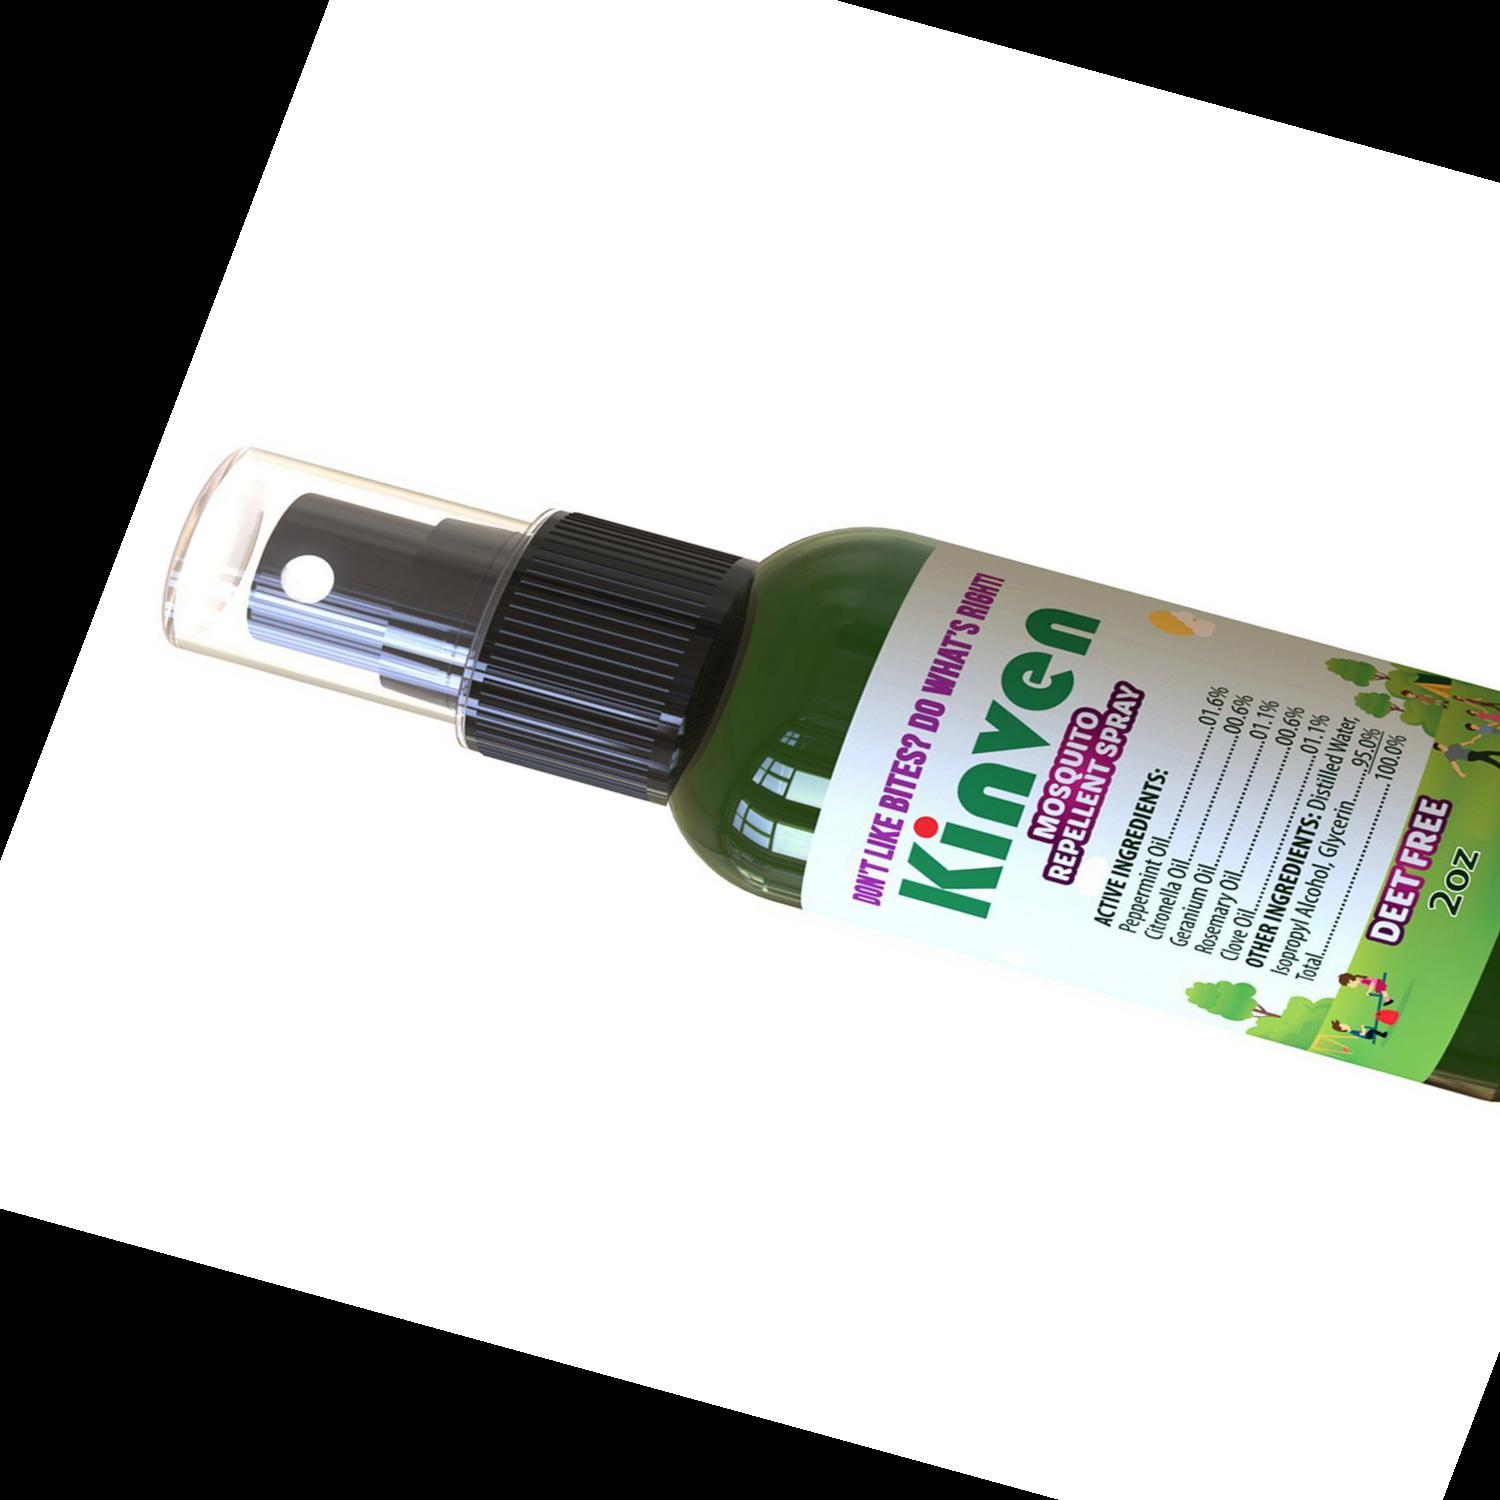 DON'T LIKE BITES? DO WHAT'S RIGHT!
Kinven
MOSQUITO
REPELLENT SPRAY
ACTIVE INGREDIENTS:
Peppermint Oil....................01.6%
Citronella Oil....................00.6%
Geranium Oil....................01.1%
Rosemary Oil....................00.6%
Clove Oil....................01.1%
OTHER INGREDIENTS: Distilled Water,
Isopropyl Alcohol, Glycerin..........95.0%
Total..............................100.0%
DEET FREE
2oz